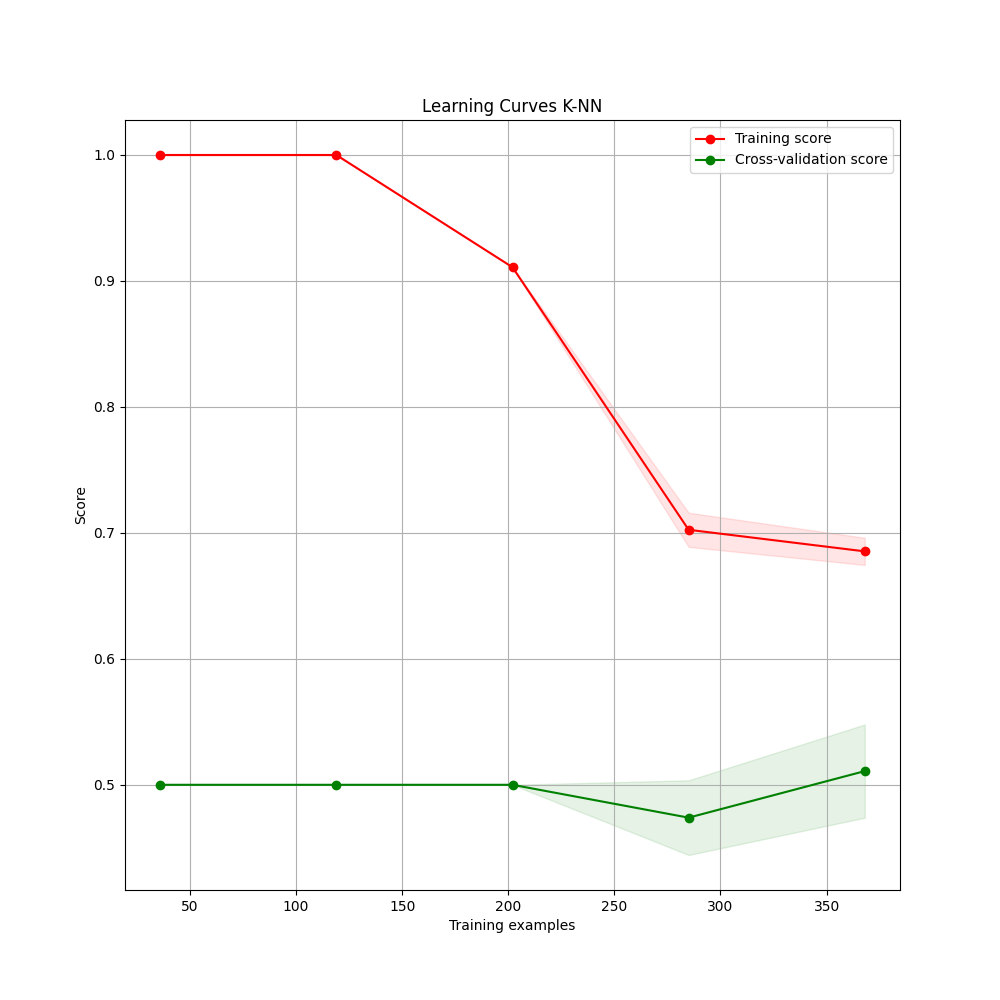 Learning Curves K-NN
Training score
Cross-validation score
1.0
0.9
0.8
0.7
0.6
0.5
Score
50 100 150 200 250 300 350
Training examples